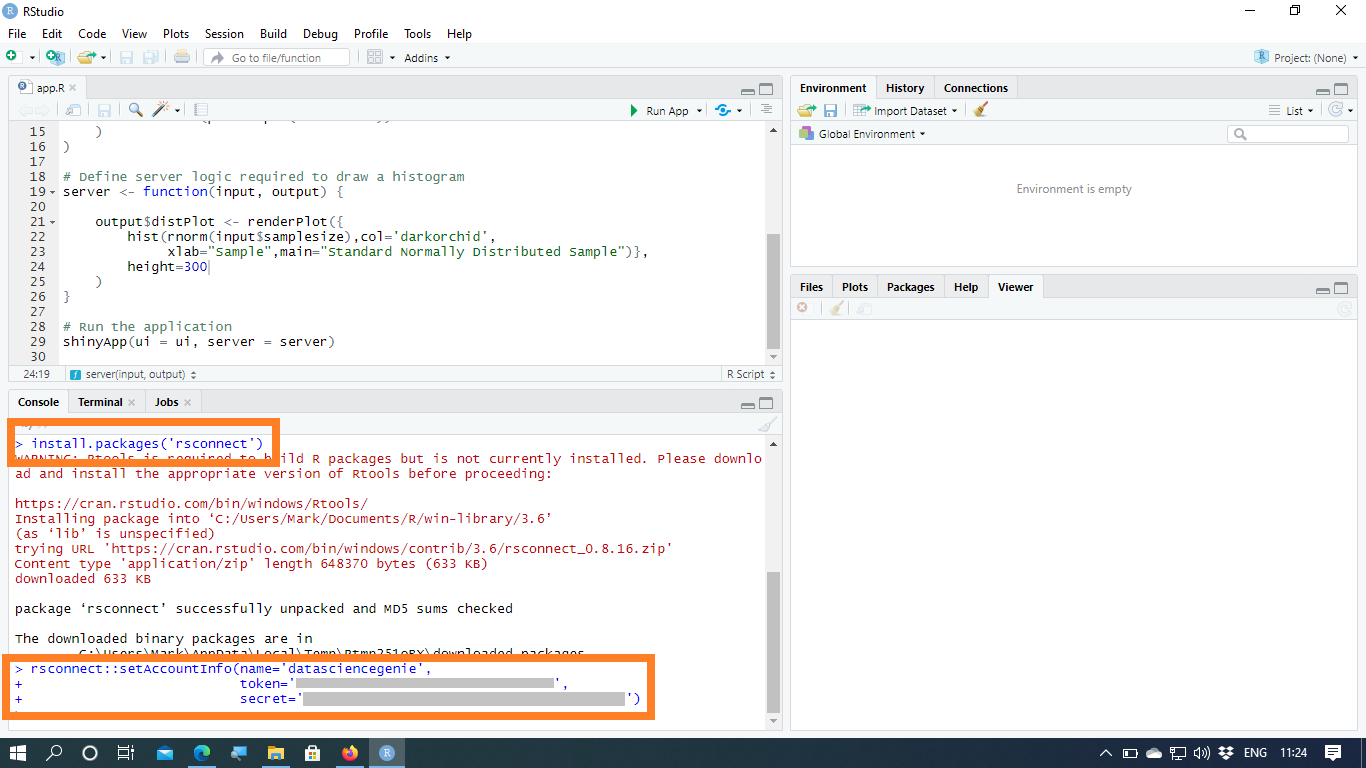 RStudio
File Edit Code View Plots Session Build Debug Profile Tools Help
Go to file/function Addins Project: (None)
app.R
Run App
15 )
16 )
17
18 # Define server logic required to draw a histogram
19 server <- function(input, output) {
20
21 output$distPlot <- renderPlot({
22 hist(rnorm(input$samplesize),col='darkorchid',
23 xlab="Sample",main="Standard Normally Distributed Sample")},
24 height=300
25 )
26 }
27
28 # Run the application
29 shinyApp(ui = ui, server = server)
30
24:19 server(input, output) R Script
Console Terminal Jobs
> install.packages('rsconnect')
WARNING: Rtools is required to build R packages but is not currently installed. Please downlo
ad and install the appropriate version of Rtools before proceeding:
https://cran.rstudio.com/bin/windows/Rtools/
Installing package into ‘C:/Users/Mark/Documents/R/win-library/3.6’
(as ‘lib’ is unspecified)
trying URL 'https://cran.rstudio.com/bin/windows/contrib/3.6/rsconnect_0.8.16.zip'
Content type 'application/zip' length 648370 bytes (633 KB)
downloaded 633 KB
package ‘rsconnect’ successfully unpacked and MD5 sums checked
The downloaded binary packages are in
C:\Users\Mark\AppData\Local\Temp\Rtmp251oRX\downloaded_packages
> rsconnect::setAccountInfo(name='datasciencegenie',
+ token='',
+ secret='')
Environment History Connections
Import Dataset List
Global Environment
Environment is empty
Files Plots Packages Help Viewer
ENG 11:24